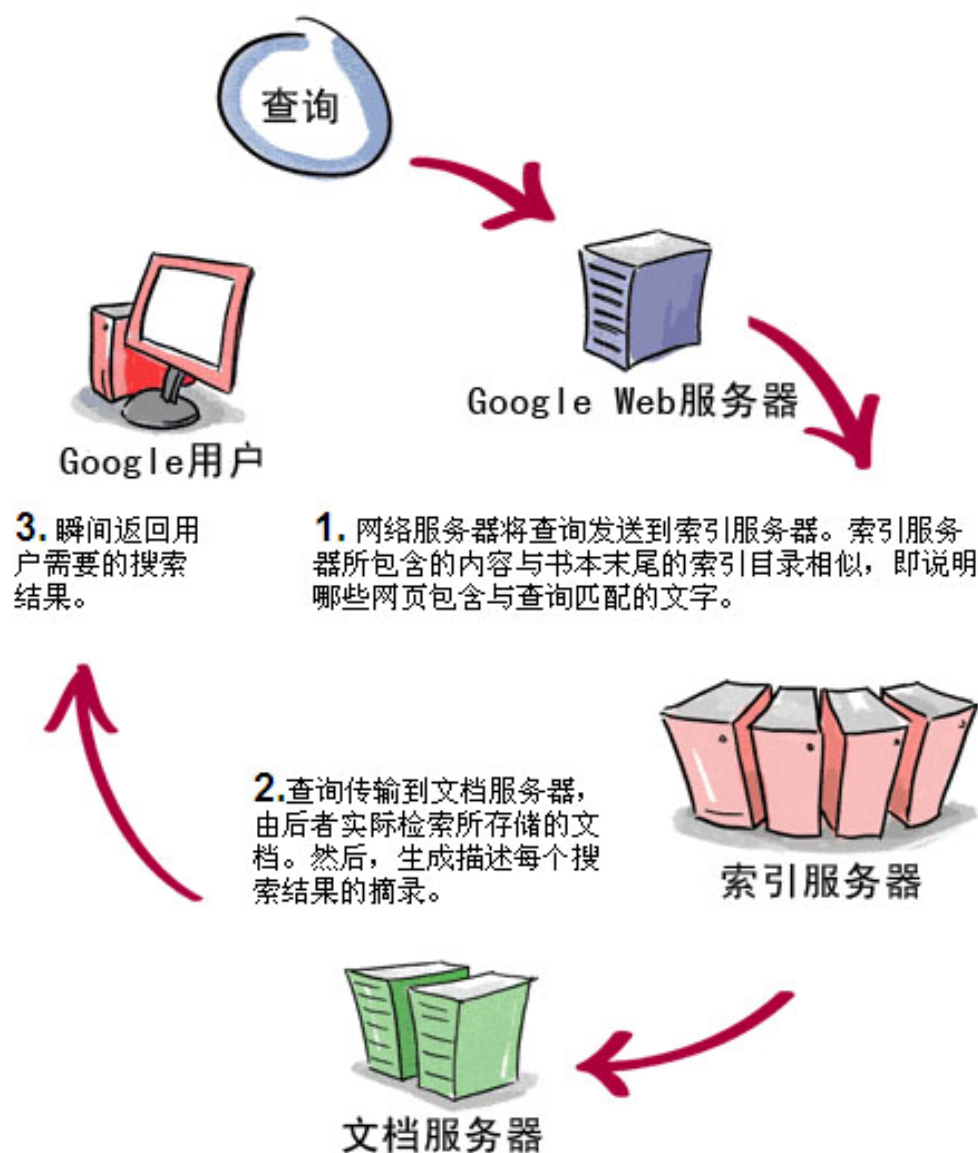 查询
Google Web服务器
Google用户
3. 瞬间返回用
户需要的搜索
结果。
1. 网络服务器将查询发送到索引服务器。索引服务
器所包含的内容与书本末尾的索引目录相似，即说明
哪些网页包含与查询匹配的文字。
2.查询传输到文档服务器，
由后者实际检索所存储的文
档。然后，生成描述每个搜
索结果的摘录。
索引服务器
文档服务器